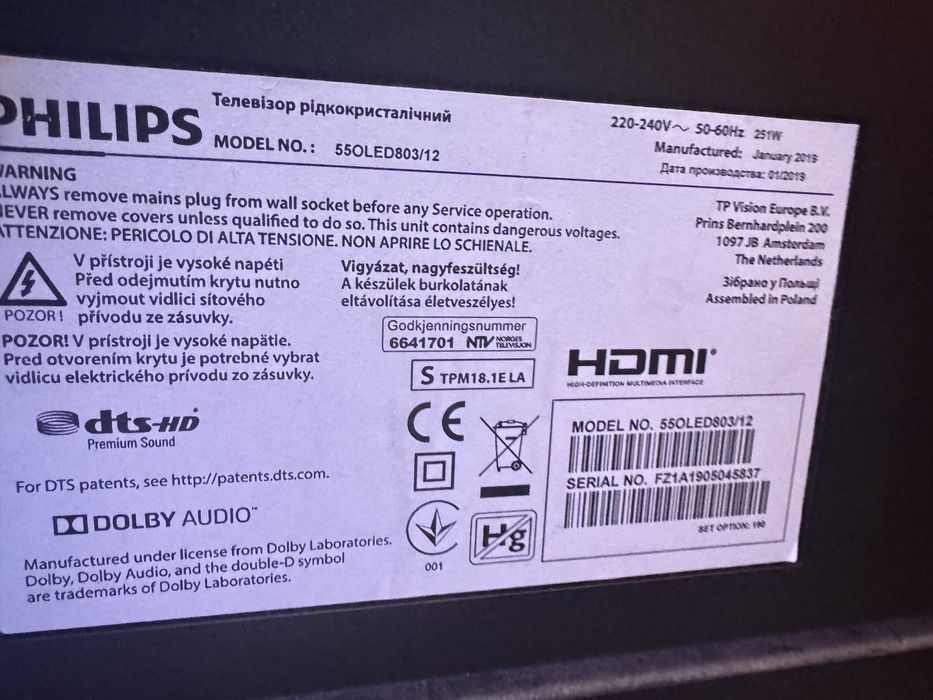 PHILIPS
Телевізор рідкокристалічний
MODEL NO.: 55OLED803/12
220-240V～ 50-60Hz 251W
Manufactured: January 2019
Дата производства: 01/2019
WARNING
ALWAYS remove mains plug from wall socket before any Service operation.
NEVER remove covers unless qualified to do so. This unit contains dangerous voltages.
ATTENZIONE: PERICOLO DI ALTA TENSIONE. NON APRIRE LO SCHIENALE.
TP Vision Europe B.V.
Prins Bernhardplein 200
1097 JB Amsterdam
The Netherlands
Зібрано у Польщі
Assembled in Poland
V přístroji je vysoké napětí
Před odejmutím krytu nutno
vyjmout vidlici síťového
přívodu ze zásuvky.
POZOR!
Vigyázat, nagyfeszültség!
A készülek burkolatának
eltávolítása életveszélyes!
POZOR! V prístroji je vysoké napätie.
Pred otvorením krytu je potrebné vybrat
vidlicu elektrického prívodu zo zásuvky.
Godkjenningsnummer
6641701 NTV NORGES TELEVISJON
S TPM18.1E LA
HDMI
HIGH-DEFINITION MULTIMEDIA INTERFACE
dts-HD
Premium Sound
CE
For DTS patents, see http://patents.dts.com.
DOLBY AUDIO™
Manufactured under license from Dolby Laboratories.
Dolby, Dolby Audio, and the double-D symbol
are trademarks of Dolby Laboratories.
001
Hg
MODEL NO. 55OLED803/12
SERIAL NO. FZ1A1905045837
SET OPTION: 190